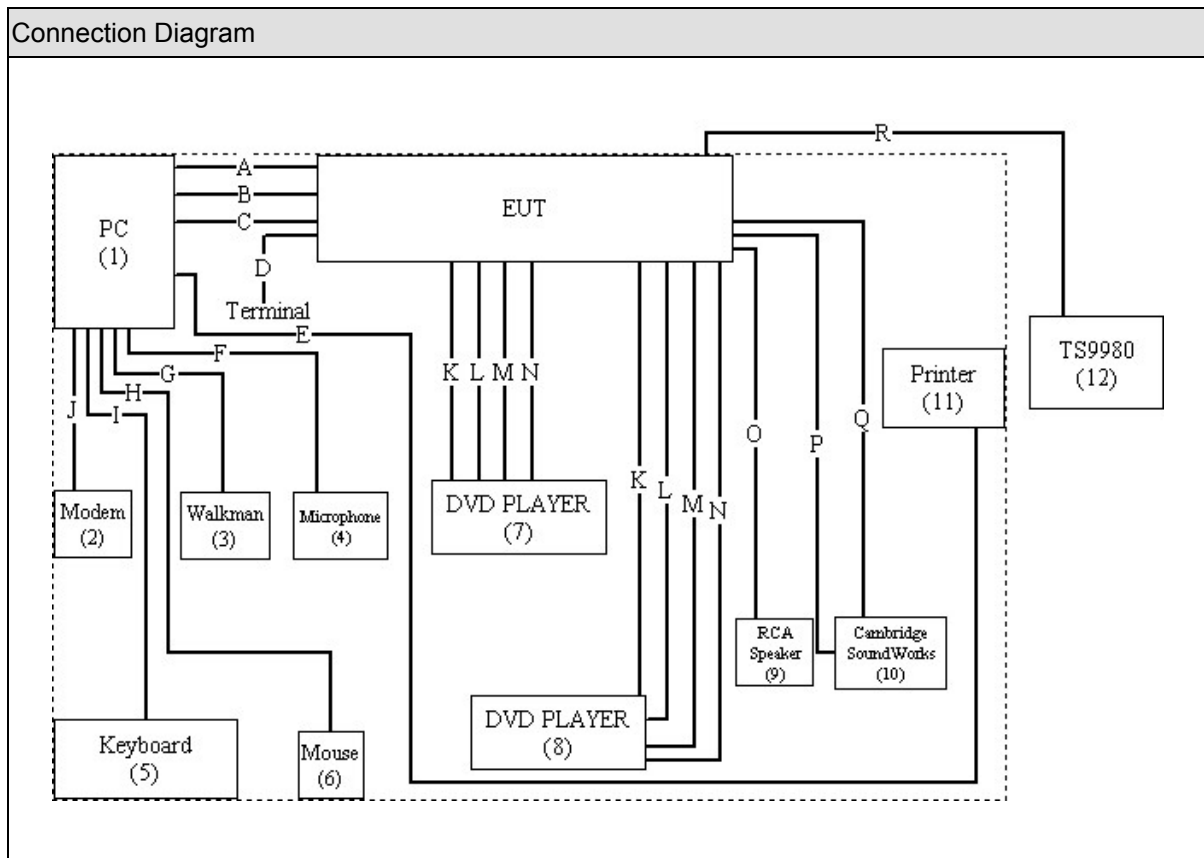 Connection Diagram
R
A
B
C
D
Terminal
E
PC
(1)
EUT
F
G
H
I
J
K L M N
K
L
M
N
O
P
Q
TS9980
(12)
Printer
(11)
Modem
(2)
Walkman
(3)
Microphone
(4)
DVD PLAYER
(7)
RCA
Speaker
(9)
Cambridge
SoundWorks
(10)
DVD PLAYER
(8)
Keyboard
(5)
Mouse
(6)